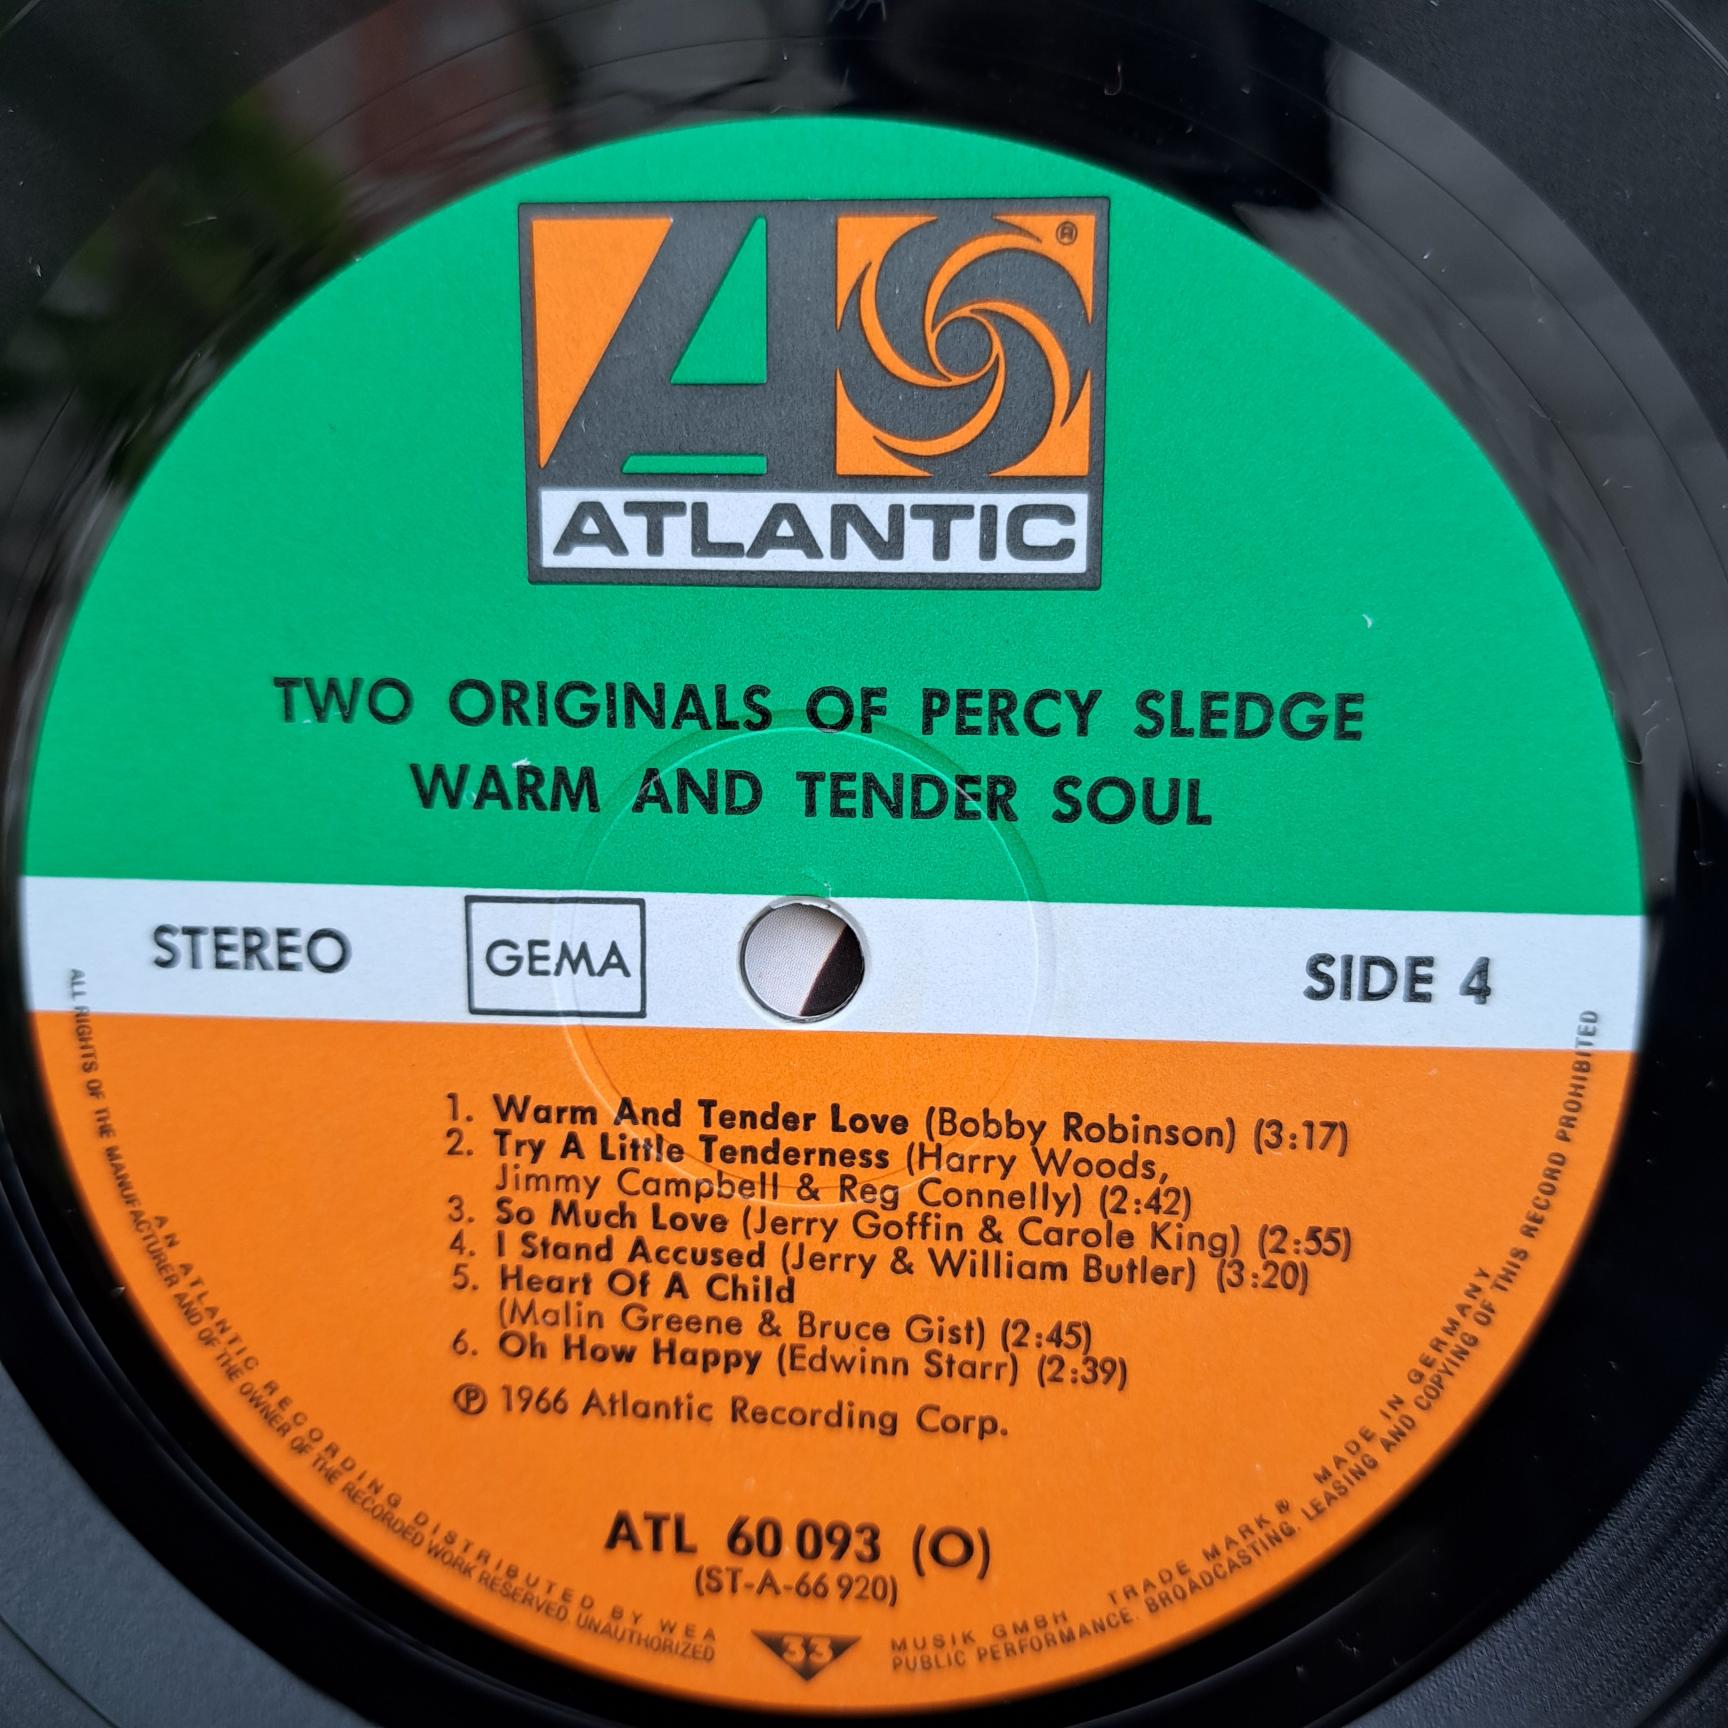 ®
ATLANTIC
TWO ORIGINALS OF PERCY SLEDGE
WARM AND TENDER SOUL
STEREO GEMA SIDE 4
1. Warm And Tender Love (Bobby Robinson) (3:17)
2. Try A Little Tenderness (Harry Woods,
Jimmy Campbell & Reg Connelly) (2:42)
3. So Much Love (Jerry Goffin & Carole King) (2:55)
4. I Stand Accused (Jerry & William Butler) (3:20)
5. Heart Of A Child
(Malin Greene & Bruce Gist) (2:45)
6. Oh How Happy (Edwinn Starr) (2:39)
℗ 1966 Atlantic Recording Corp.
ATL 60 093 (O)
(ST-A-66 920)
33
AN ATLANTIC RECORDING DISTRIBUTED BY WEA MUSIK GMBH TRADE MARK ® MADE IN GERMANY
ALL RIGHTS OF THE MANUFACTURER AND OF THE OWNER OF THE RECORDED WORK RESERVED. UNAUTHORIZED PUBLIC PERFORMANCE. BROADCASTING. LEASING AND COPYING OF THIS RECORD PROHIBITED